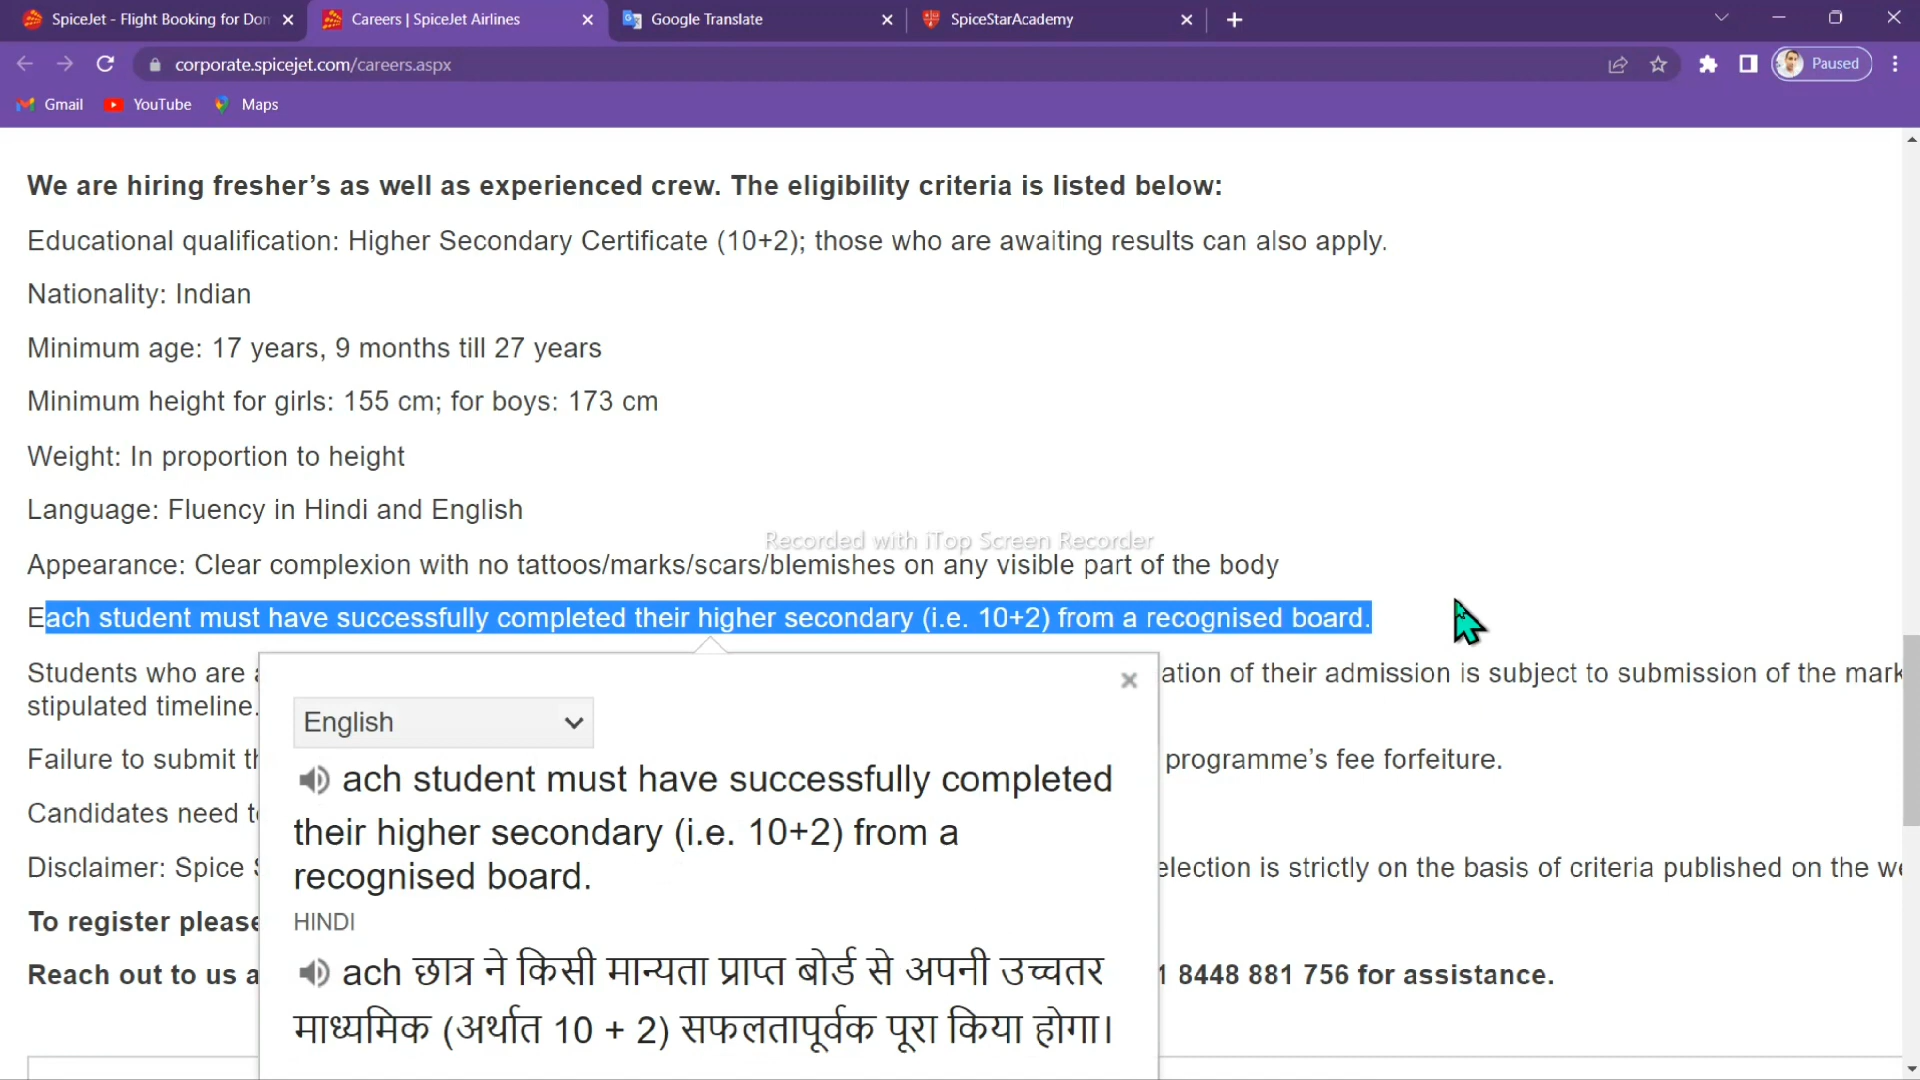 SpiceJet - Flight Booking for Dom
Careers | SpiceJet Airlines
Google Translate
SpiceStarAcademy
corporate.spicejet.com/careers.aspx
Paused
Gmail
YouTube
Maps
We are hiring fresher’s as well as experienced crew. The eligibility criteria is listed below:
Educational qualification: Higher Secondary Certificate (10+2); those who are awaiting results can also apply.
Nationality: Indian
Minimum age: 17 years, 9 months till 27 years
Minimum height for girls: 155 cm; for boys: 173 cm
Weight: In proportion to height
Language: Fluency in Hindi and English
Recorded with iTop Screen Recorder
Appearance: Clear complexion with no tattoos/marks/scars/blemishes on any visible part of the body
Each student must have successfully completed their higher secondary (i.e. 10+2) from a recognised board.
Students who are a ation of their admission is subject to submission of the mark
stipulated timeline.
Failure to submit th programme’s fee forfeiture.
Candidates need to
Disclaimer: Spice S election is strictly on the basis of criteria published on the we
To register please
Reach out to us a 1 8448 881 756 for assistance.
English
ach student must have successfully completed
their higher secondary (i.e. 10+2) from a
recognised board.
HINDI
ach छात्र ने किसी मान्यता प्राप्त बोर्ड से अपनी उच्चतर
माध्यमिक (अर्थात 10 + 2) सफलतापूर्वक पूरा किया होगा।